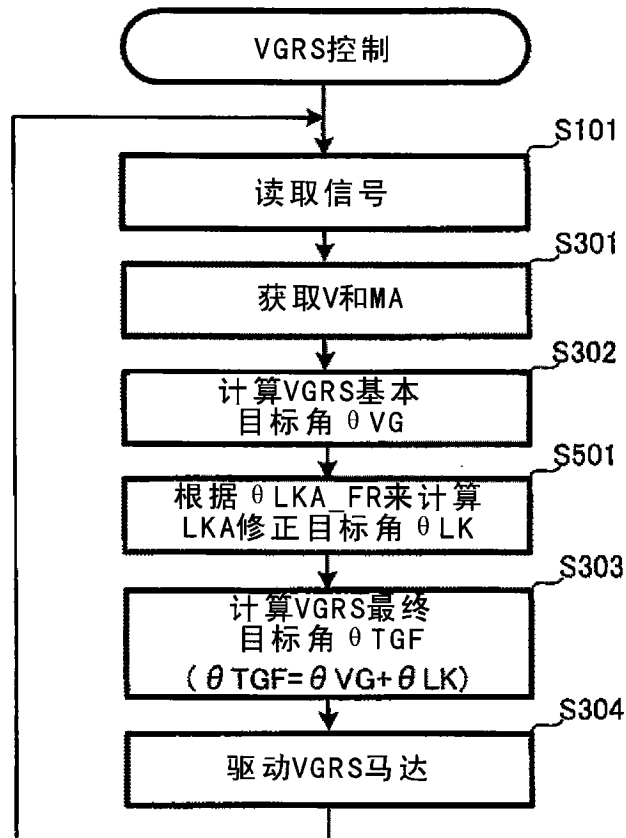 VGRS控制
S101
读取信号
S301
获取V和MA
S302
计算VGRS基本
目标角θVG
S501
根据θLKA_FR来计算
LKA修正目标角θLK
S303
计算VGRS最终
目标角θTGF
(θTGF=θVG+θLK)
S304
驱动VGRS马达